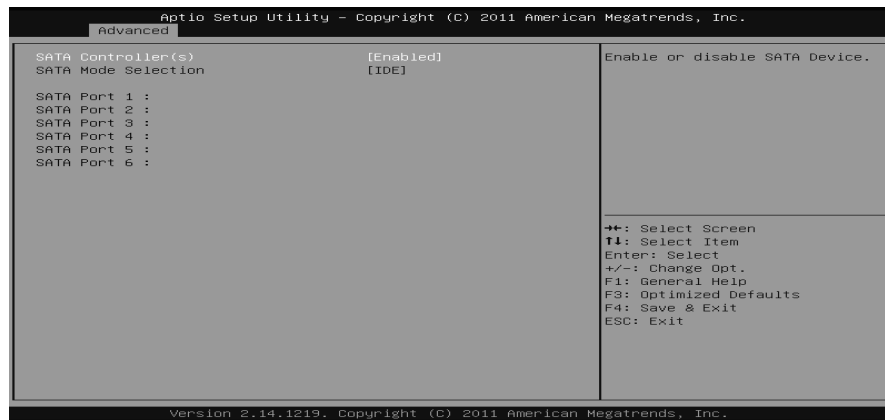 Aptio Setup Utility – Copyright (C) 2011 American Megatrends, Inc.
Advanced
SATA Controller(s) [Enabled]
SATA Mode Selection [IDE]
SATA Port 1 :
SATA Port 2 :
SATA Port 3 :
SATA Port 4 :
SATA Port 5 :
SATA Port 6 :
Enable or disable SATA Device.
→←: Select Screen
↑↓: Select Item
Enter: Select
+/-: Change Opt.
F1: General Help
F3: Optimized Defaults
F4: Save & Exit
ESC: Exit
Version 2.14.1219. Copyright (C) 2011 American Megatrends, Inc.